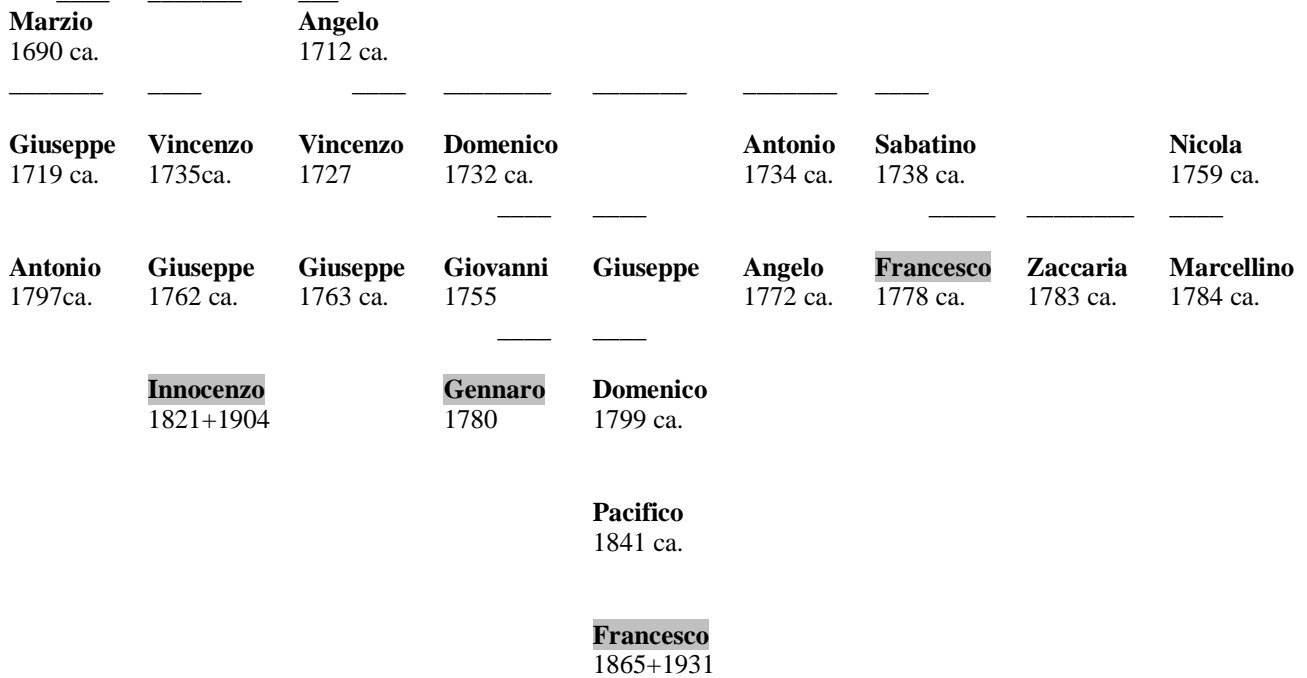 Marzio Angelo
1690 ca. 1712 ca.
Giuseppe Vincenzo Vincenzo Domenico Antonio Sabatino Nicola
1719 ca. 1735ca. 1727 1732 ca. 1734 ca. 1738 ca. 1759 ca.
Antonio Giuseppe Giuseppe Giovanni Giuseppe Angelo Francesco Zaccaria Marcellino
1797ca. 1762 ca. 1763 ca. 1755 1772 ca. 1778 ca. 1783 ca. 1784 ca.
Innocenzo Gennaro Domenico
1821+1904 1780 1799 ca.
Pacifico
1841 ca.
Francesco
1865+1931